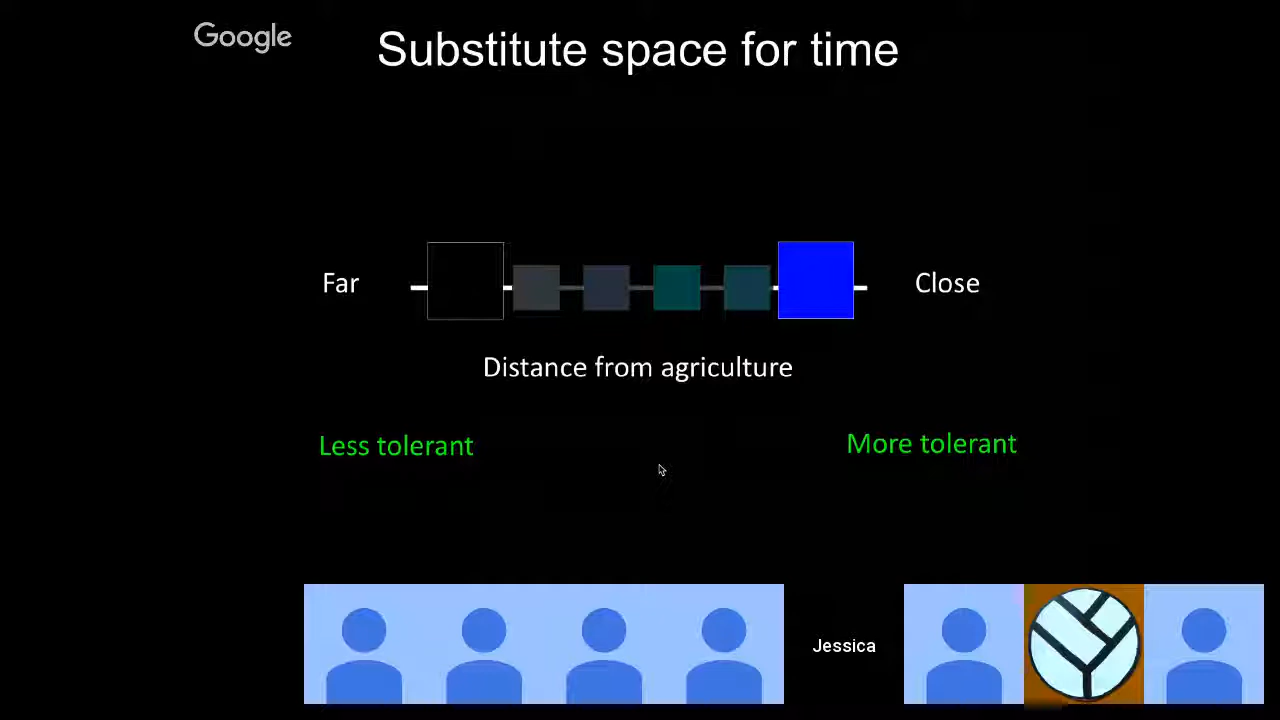 Google
Substitute space for time
Far
Close
Distance from agriculture
Less tolerant
More tolerant
Jessica